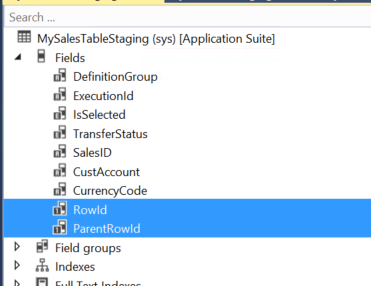 Search ...
MySalesTableStaging (sys) [Application Suite]
Fields
DefinitionGroup
ExecutionId
IsSelected
TransferStatus
SalesID
CustAccount
CurrencyCode
RowId
ParentRowId
Field groups
Indexes
Full Text Indexes